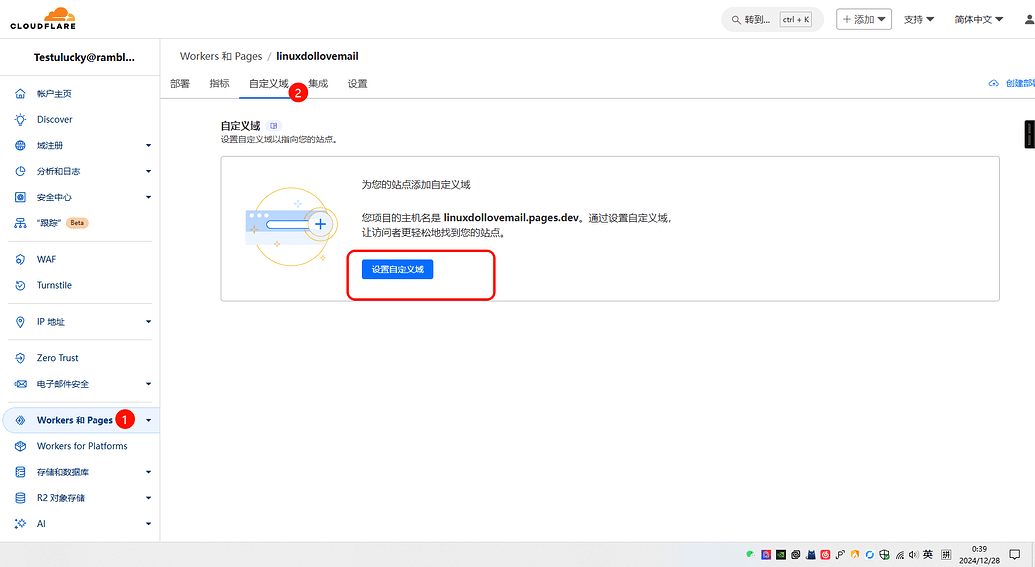 CLOUDFLARE
转到... ctrl + K
添加
支持
简体中文
Testulucky@rambl...
帐户主页
Discover
域注册
分析和日志
安全中心
“跟踪” Beta
WAF
Turnstile
IP 地址
Zero Trust
电子邮件安全
Workers 和 Pages 1
Workers for Platforms
存储和数据库
R2 对象存储
AI
Workers 和 Pages / linuxdollovemail
部署 指标 自定义域 2 集成 设置
创建部
自定义域
设置自定义域以指向您的站点。
为您的站点添加自定义域
您项目的主机名是 linuxdollovemail.pages.dev。通过设置自定义域,
让访问者更轻松地找到您的站点。
设置自定义域
英 拼
0:39
2024/12/28